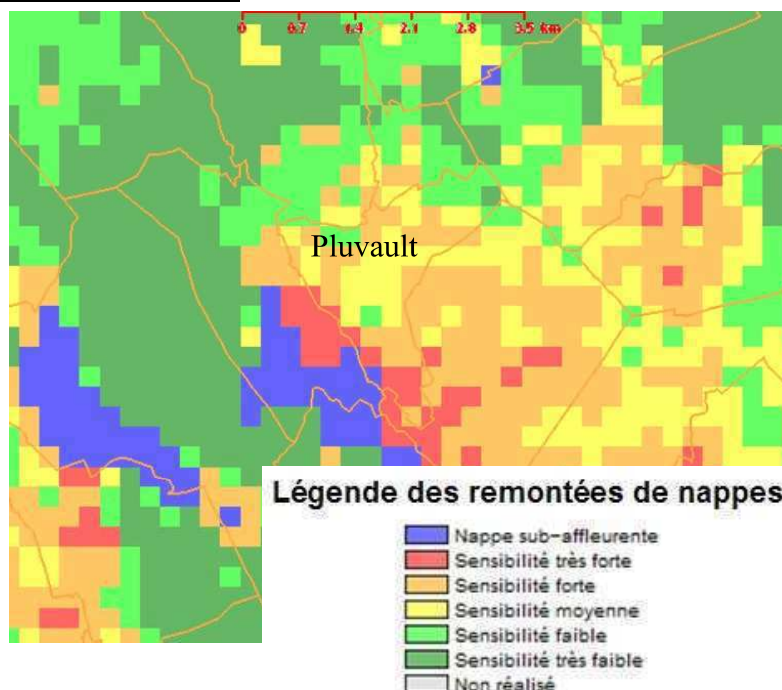 0 0.7 1.4 2.1 2.8 3.5 km
Pluvault
Légende des remontées de nappes
Nappe sub-affleurente
Sensibilité très forte
Sensibilité forte
Sensibilité moyenne
Sensibilité faible
Sensibilité très faible
Non réalisé